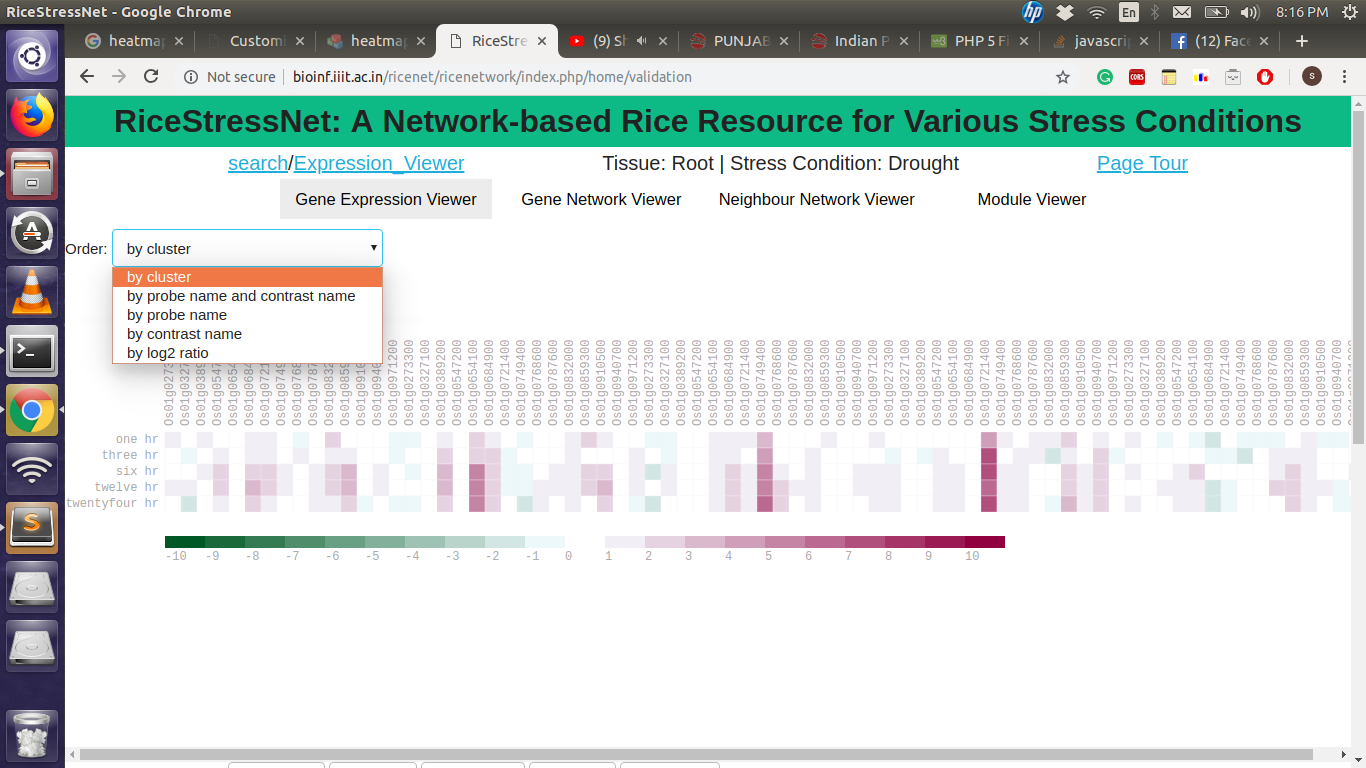 RiceStressNet - Google Chrome
En
8:16 PM
heatmap
Customi
heatmap
RiceStre
(9) Sh
PUNJAB
Indian P
PHP 5 Fi
javascrip
(12) Face
Not secure
bioinf.iiit.ac.in/ricenet/ricenetwork/index.php/home/validation
CORS
S
RiceStressNet: A Network-based Rice Resource for Various Stress Conditions
search/Expression_Viewer
Tissue: Root | Stress Condition: Drought
Page Tour
Gene Expression Viewer
Gene Network Viewer
Neighbour Network Viewer
Module Viewer
Order:
by cluster
by cluster
by probe name and contrast name
by probe name
by contrast name
by log2 ratio
Os01g0971200
Os01g0273300
Os01g0327100
Os01g0389200
Os01g0547200
Os01g0654100
Os01g0684900
Os01g0721400
Os01g0749400
Os01g0768600
Os01g0787600
Os01g0832000
Os01g0859300
Os01g0910500
Os01g0940700
Os01g0971200
Os01g0273300
Os01g0327100
Os01g0389200
Os01g0547200
Os01g0654100
Os01g0684900
Os01g0721400
Os01g0749400
Os01g0768600
Os01g0787600
Os01g0832000
Os01g0859300
Os01g0910500
Os01g0940700
Os01g0971200
Os01g0273300
Os01g0327100
Os01g0389200
Os01g0547200
Os01g0654100
Os01g0684900
Os01g0721400
Os01g0749400
Os01g0768600
Os01g0787600
Os01g0832000
Os01g0859300
Os01g0910500
Os01g0940700
Os01g0971200
Os01g0273300
Os01g0327100
Os01g0389200
Os01g0547200
Os01g0654100
Os01g0684900
Os01g0721400
Os01g0749400
Os01g0768600
Os01g0787600
Os01g0832000
Os01g0859300
Os01g0910500
Os01g0940700
one hr
three hr
six hr
twelve hr
twentyfour hr
-10 -9 -8 -7 -6 -5 -4 -3 -2 -1 0 1 2 3 4 5 6 7 8 9 10